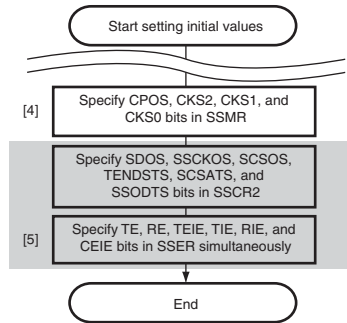 Start setting initial values
[4]
Specify CPOS, CKS2, CKS1, and
CKS0 bits in SSMR
Specify SDOS, SSCKOS, SCSOS,
TENDSTS, SCSATS, and
SSODTS bits in SSCR2
[5]
Specify TE, RE, TEIE, TIE, RIE, and
CEIE bits in SSER simultaneously
End